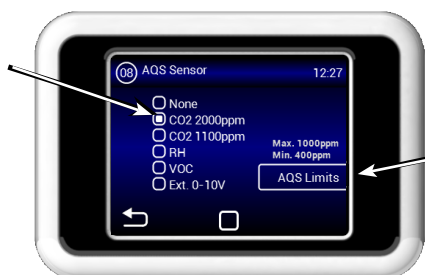 08 AQS Sensor 12:27
None
CO2 2000ppm
CO2 1100ppm
RH
VOC
Ext. 0-10V
Max. 1000ppm
Min. 400ppm
AQS Limits